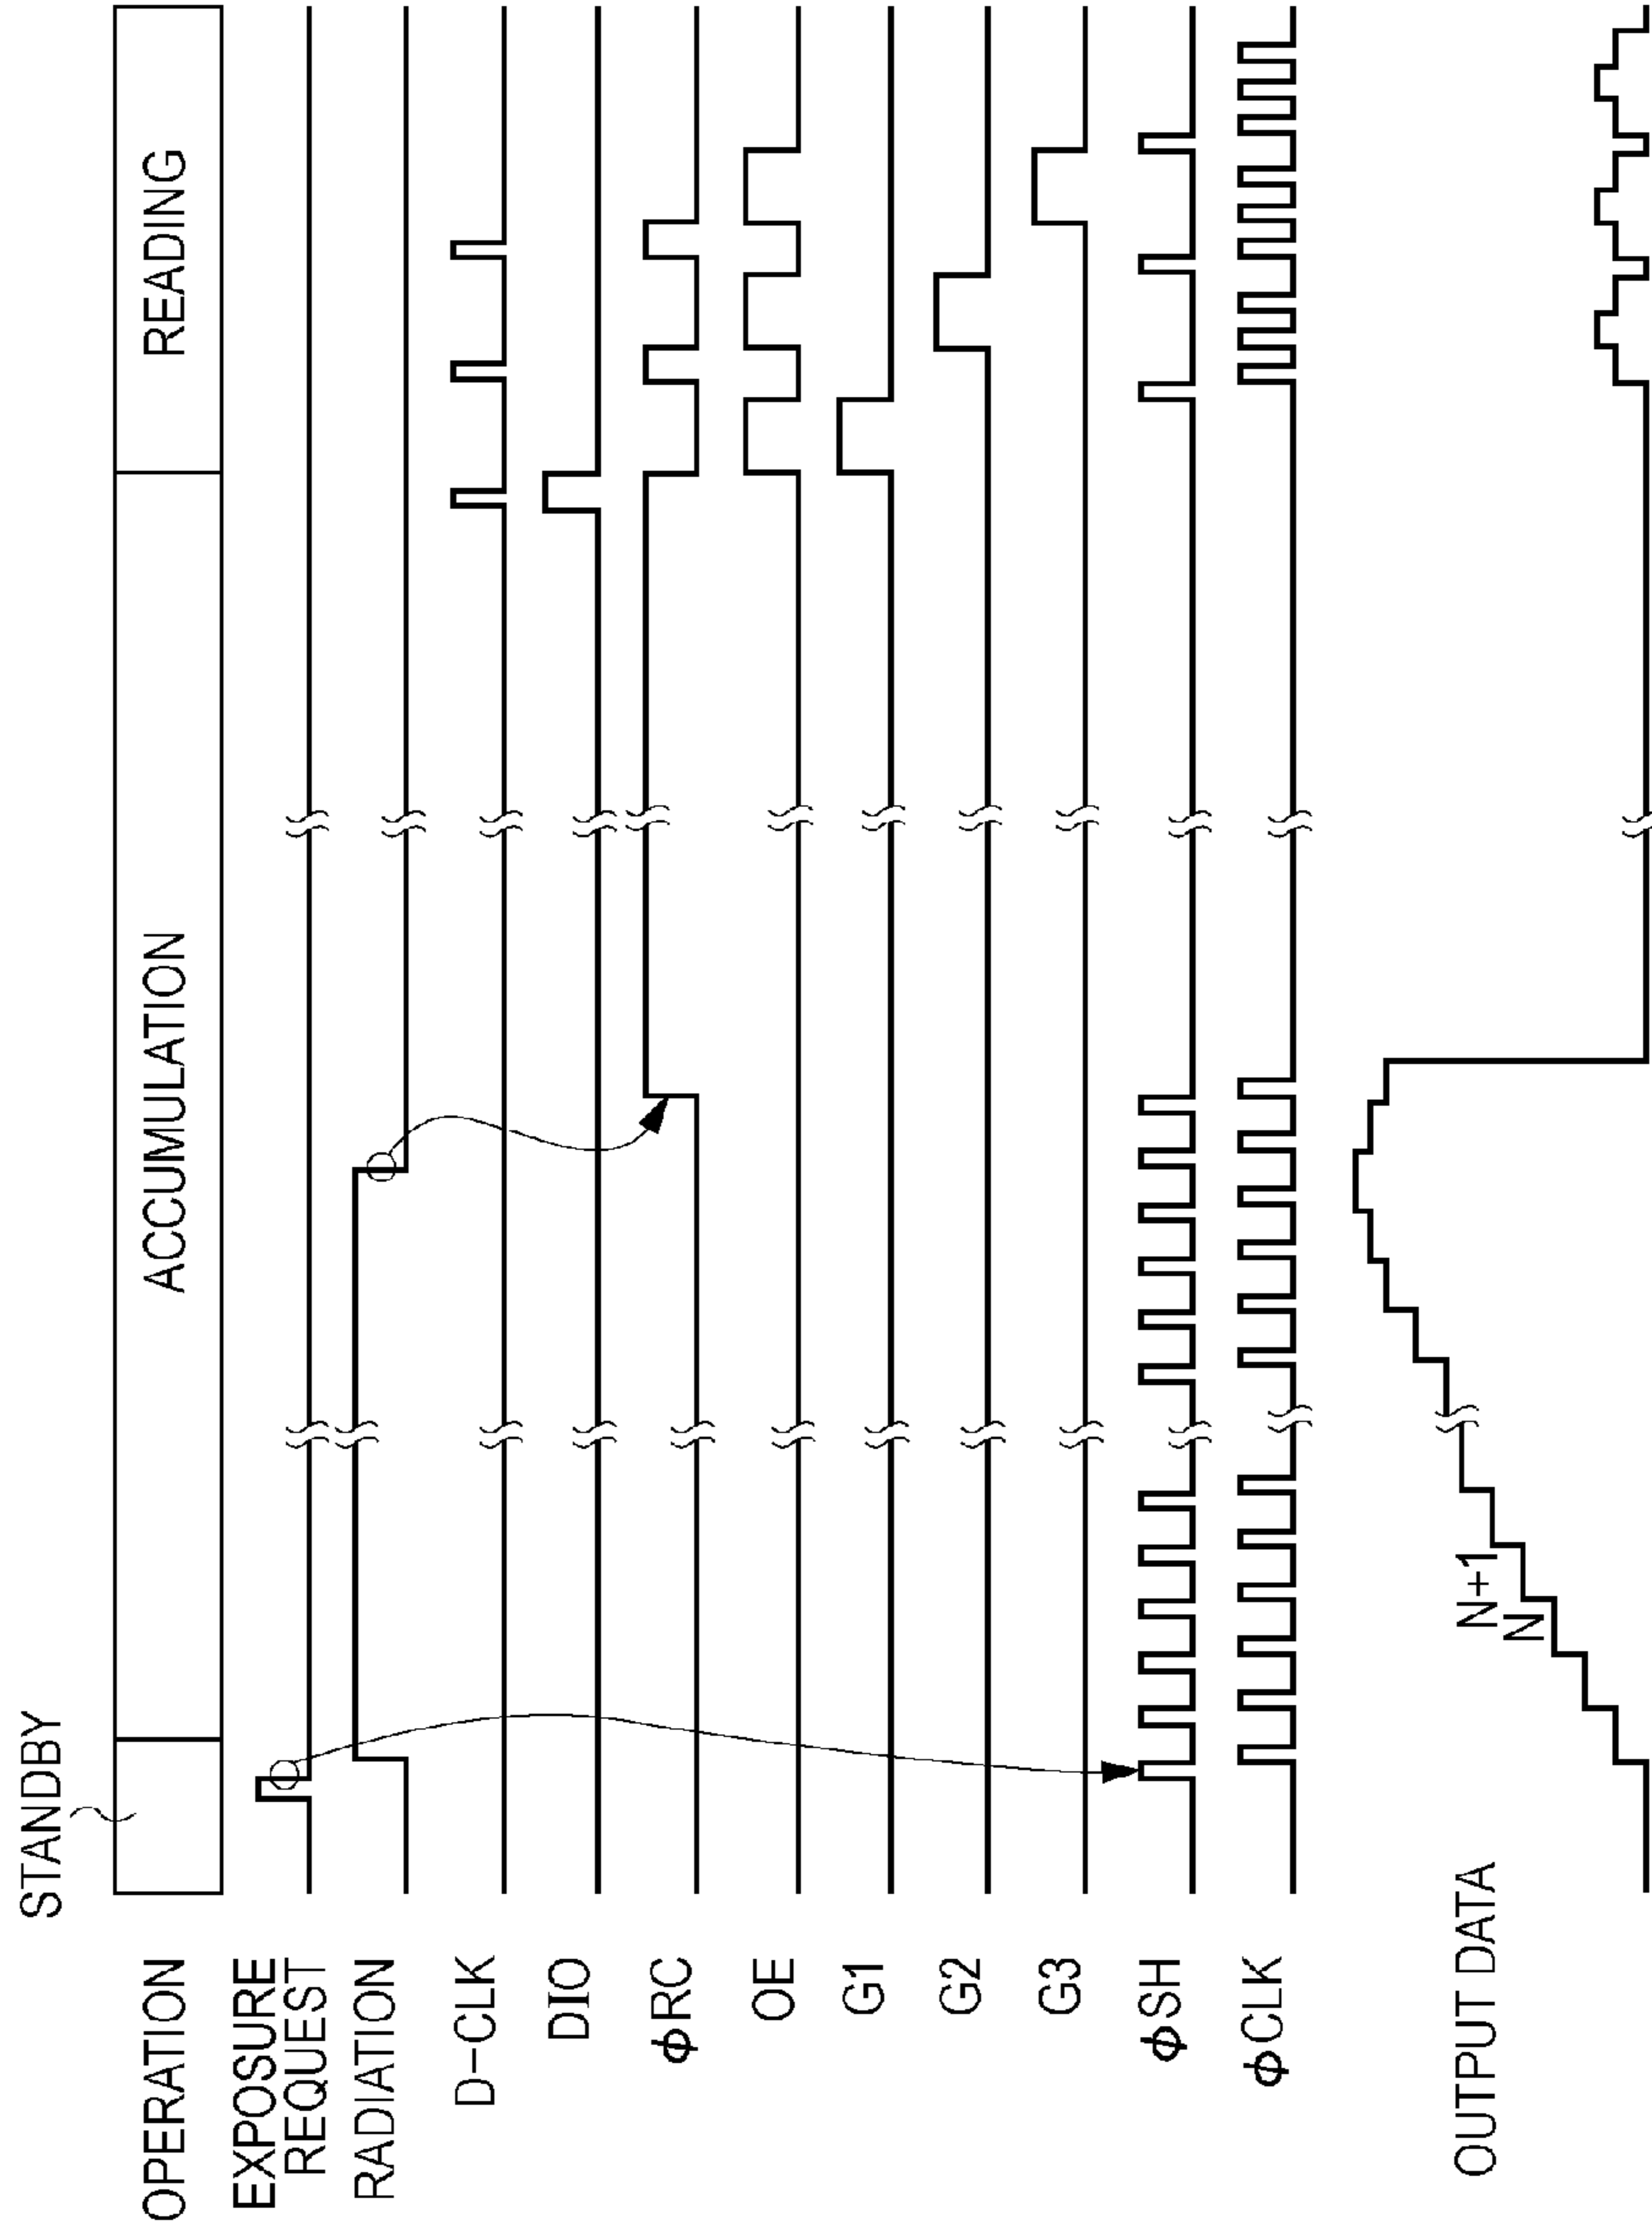 STANDBY
OPERATION
ACCUMULATION
READING
EXPOSURE
REQUEST
RADIATION
D-CLK
DIO
ϕRC
OE
G1
G2
G3
ϕSH
ϕCLK
OUTPUT DATA
N+1
N